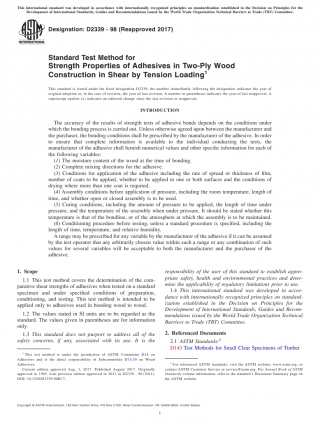 This international standard was developed in accordance with internationally recognized principles on standardization established in the Decision on Principles for the
Development of International Standards, Guides and Recommendations issued by the World Trade Organization Technical Barriers to Trade (TBT) Committee.
Designation: D2339 − 98 (Reapproved 2017)
INTERNATIONAL
Standard Test Method for
Strength Properties of Adhesives in Two-Ply Wood
Construction in Shear by Tension Loading1
This standard is issued under the fixed designation D2339; the number immediately following the designation indicates the year of
original adoption or, in the case of revision, the year of last revision. A number in parentheses indicates the year of last reapproval. A
superscript epsilon (ε) indicates an editorial change since the last revision or reapproval.
INTRODUCTION
The accuracy of the results of strength tests of adhesive bonds depends on the conditions under
which the bonding process is carried out. Unless otherwise agreed upon between the manufacturer and
the purchaser, the bonding conditions shall be prescribed by the manufacturer of the adhesive. In order
to ensure that complete information is available to the individual conducting the tests, the
manufacturer of the adhesive shall furnish numerical values and other specific information for each of
the following variables:
(1) The moisture content of the wood at the time of bonding.
(2) Complete mixing directions for the adhesive.
(3) Conditions for application of the adhesive including the rate of spread or thickness of film,
number of coats to be applied, whether to be applied to one or both surfaces and the conditions of
drying where more than one coat is required.
(4) Assembly conditions before application of pressure, including the room temperature, length of
time, and whether open or closed assembly is to be used.
(5) Curing conditions, including the amount of pressure to be applied, the length of time under
pressure, and the temperature of the assembly when under pressure. It should be stated whether this
temperature is that of the bondline, or of the atmosphere at which the assembly is to be maintained.
(6) Conditioning procedure before testing, unless a standard procedure is specified, including the
length of time, temperature, and relative humidity.
A range may be prescribed for any variable by the manufacturer of the adhesive if it can be assumed
by the test operator that any arbitrarily chosen value within such a range or any combination of such
values for several variables will be acceptable to both the manufacturer and the purchaser of the
adhesive.
1. Scope
1.1 This test method covers the determination of the com-
parative shear strengths of adhesives when tested on a standard
specimen and under specified conditions of preparation,
conditioning, and testing. This test method is intended to be
applied only to adhesives used in bonding wood to wood.
1.2 The values stated in SI units are to be regarded as the
standard. The values given in parentheses are for information
only.
1.3 This standard does not purport to address all of the
safety concerns, if any, associated with its use. It is the
responsibility of the user of this standard to establish appro-
priate safety, health and environmental practices and deter-
mine the applicability of regulatory limitations prior to use.
1.4 This international standard was developed in accor-
dance with internationally recognized principles on standard-
ization established in the Decision on Principles for the
Development of International Standards, Guides and Recom-
mendations issued by the World Trade Organization Technical
Barriers to Trade (TBT) Committee.
2. Referenced Documents
2.1 ASTM Standards:2
D143 Test Methods for Small Clear Specimens of Timber
1 This test method is under the jurisdiction of ASTM Committee D14 on
Adhesives and is the direct responsibility of Subcommittee D14.30 on Wood
Adhesives.
Current edition approved Aug. 1, 2017. Published August 2017. Originally
2 For referenced ASTM standards, visit the ASTM website, www.astm.org, or
contact ASTM Customer Service at service@astm.org. For Annual Book of ASTM
Standards volume information, refer to the standard's Document Summary page on
the ASTM website.
Copyright © ASTM International, 100 Barr Harbor Drive, PO Box C700, West Conshohocken, PA 19428-2959. United States
1